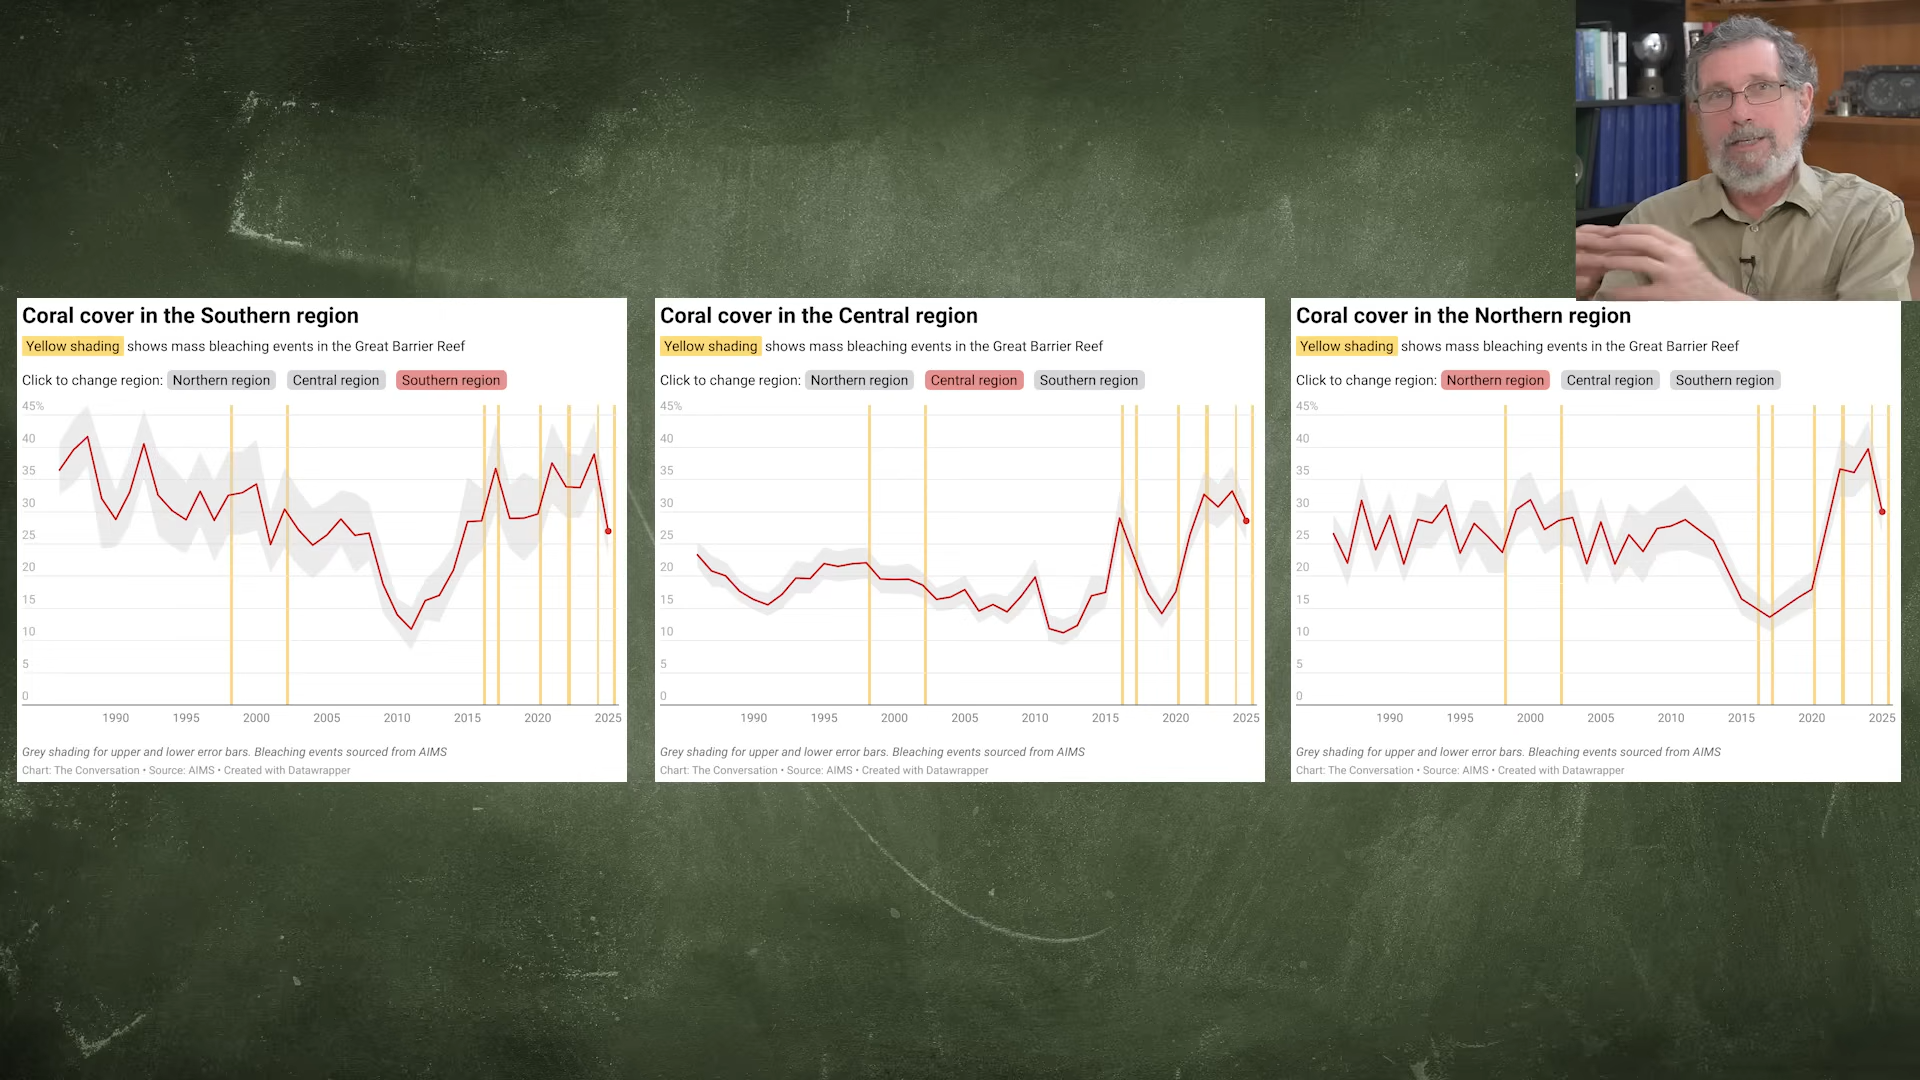 Coral cover in the Southern region
Yellow shading shows mass bleaching events in the Great Barrier Reef
Click to change region: Northern region Central region Southern region
45%
40
35
30
25
20
15
10
5
0
1990 1995 2000 2005 2010 2015 2020 2025
Grey shading for upper and lower error bars. Bleaching events sourced from AIMS
Chart: The Conversation • Source: AIMS • Created with Datawrapper
Coral cover in the Central region
Yellow shading shows mass bleaching events in the Great Barrier Reef
Click to change region: Northern region Central region Southern region
45%
40
35
30
25
20
15
10
5
0
1990 1995 2000 2005 2010 2015 2020 2025
Grey shading for upper and lower error bars. Bleaching events sourced from AIMS
Chart: The Conversation • Source: AIMS • Created with Datawrapper
Coral cover in the Northern region
Yellow shading shows mass bleaching events in the Great Barrier Reef
Click to change region: Northern region Central region Southern region
45%
40
35
30
25
20
15
10
5
0
1990 1995 2000 2005 2010 2015 2020 2025
Grey shading for upper and lower error bars. Bleaching events sourced from AIMS
Chart: The Conversation • Source: AIMS • Created with Datawrapper